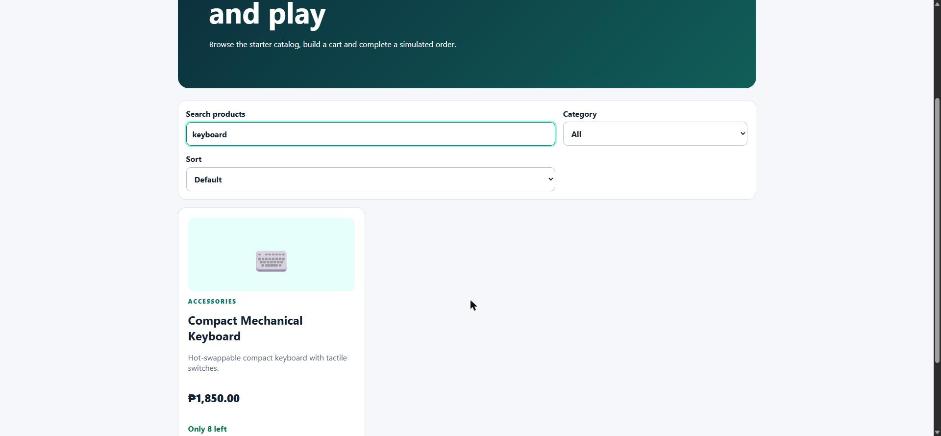 and play
Browse the starter catalog, build a cart and complete a simulated order.
Search products
Category
keyboard
All
Sort
Default
ACCESSORIES
Compact Mechanical
Keyboard
Hot-swappable compact keyboard with tactile
switches.
₱1,850.00
Only 8 left